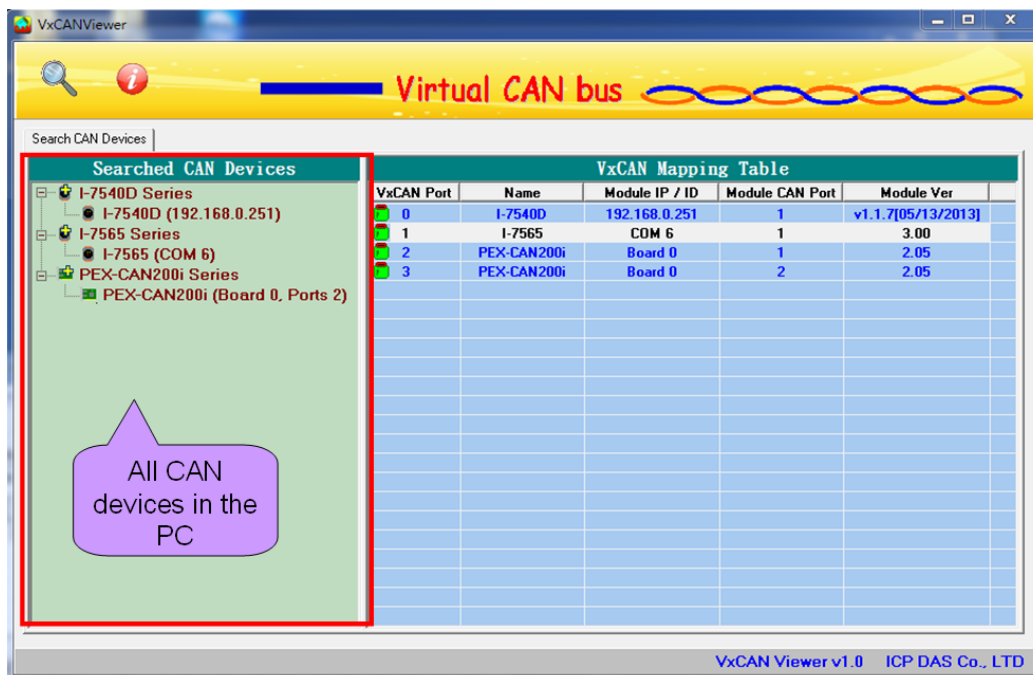 VxCANViewer
Virtual CAN bus
Search CAN Devices
Searched CAN Devices
I-7540D Series
I-7540D (192.168.0.251)
I-7565 Series
I-7565 (COM 6)
PEX-CAN200i Series
PEX-CAN200i (Board 0, Ports 2)
All CAN
devices in the
PC
VxCAN Mapping Table
VxCAN Port Name Module IP / ID Module CAN Port Module Ver
0 I-7540D 192.168.0.251 1 v1.1.7[05/13/2013]
1 I-7565 COM 6 1 3.00
2 PEX-CAN200i Board 0 1 2.05
3 PEX-CAN200i Board 0 2 2.05
VxCAN Viewer v1.0 ICP DAS Co., LTD